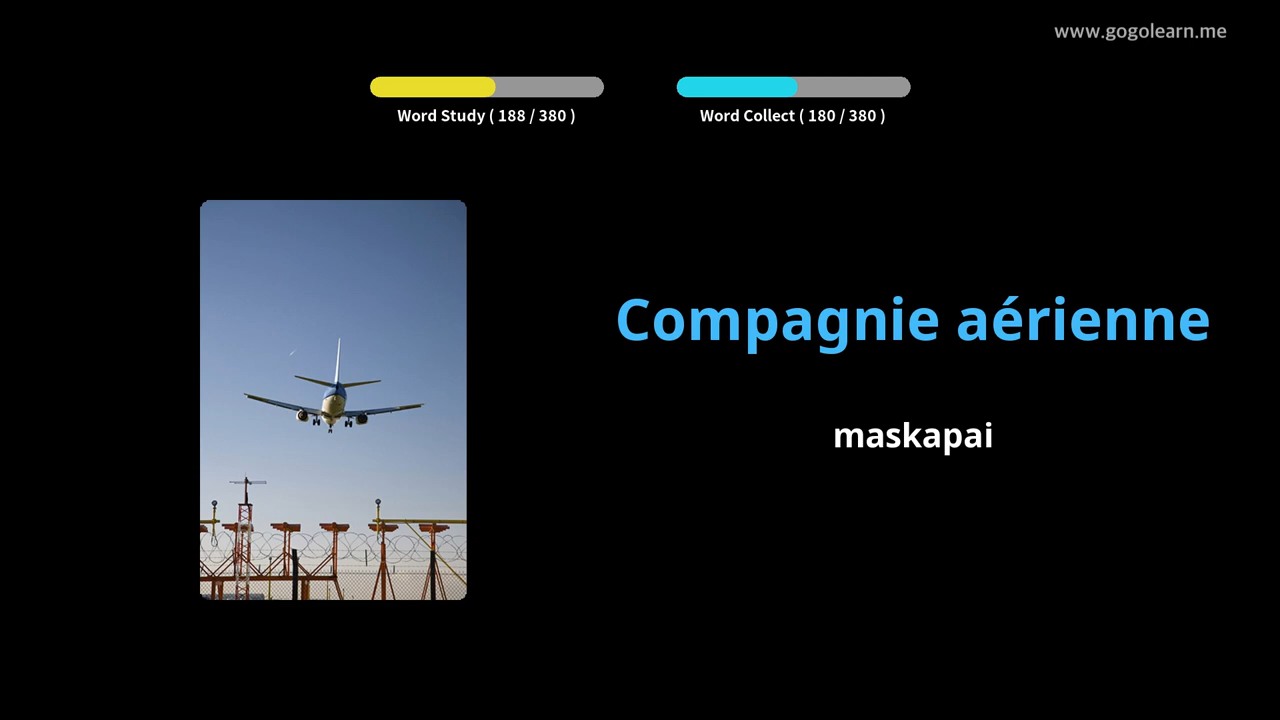 www.gogolearn.me
Word Study ( 188 / 380 )
Word Collect ( 180 / 380 )
Compagnie aérienne
maskapai